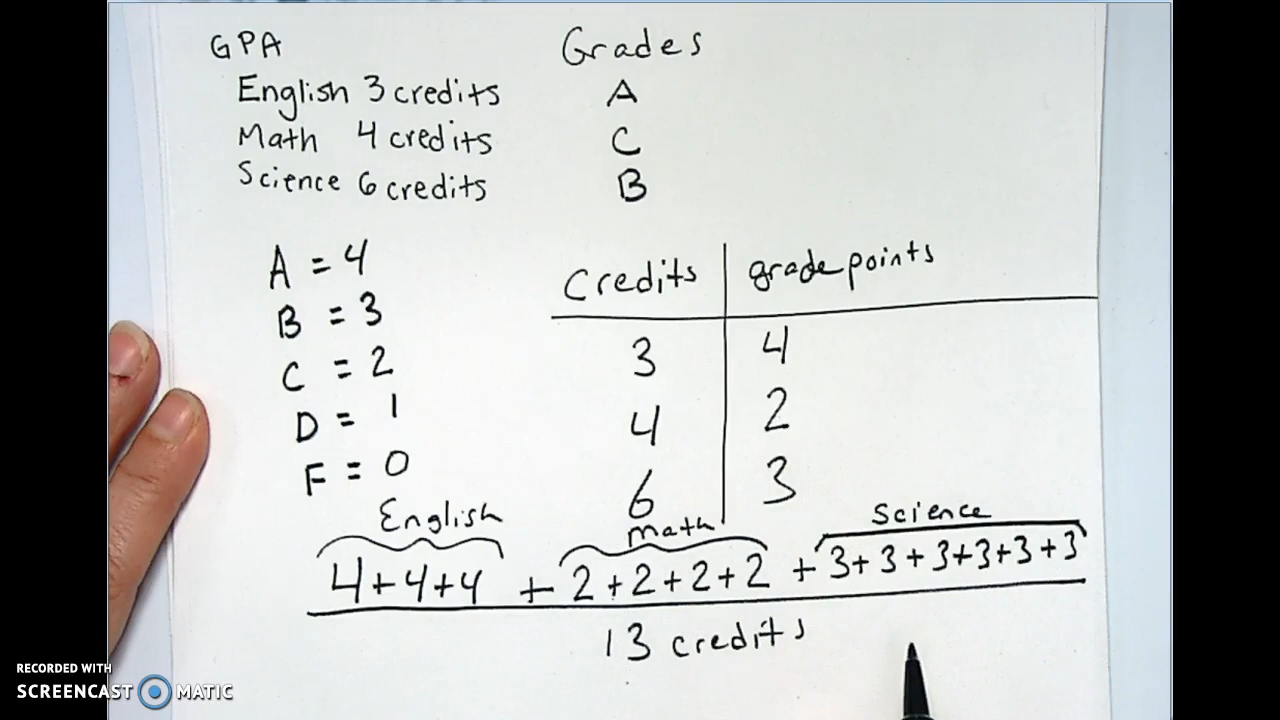 GPA
Grades
English 3 credits A
Math 4 credits C
Science 6 credits B
A = 4
B = 3
C = 2
D = 1
F = 0
Credits grade points
3 4
4 2
6 3
English Math Science
4+4+4 + 2+2+2+2 + 3+3+3+3+3+3
13 credits
RECORDED WITH
SCREENCAST MATIC